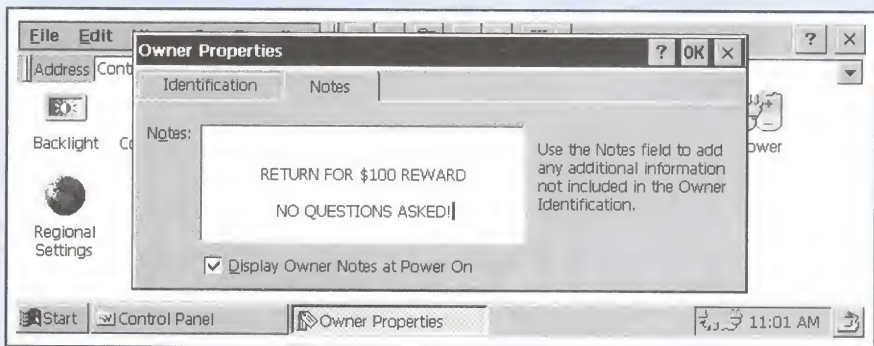 File Edit
? ×
Owner Properties
? OK ×
Address Cont
Identification Notes
Backlight
Notes:
RETURN FOR $100 REWARD
NO QUESTIONS ASKED!
Use the Notes field to add
any additional information
not included in the Owner
Identification.
ower
Regional
Settings
Display Owner Notes at Power On
Start Control Panel Owner Properties 11:01 AM